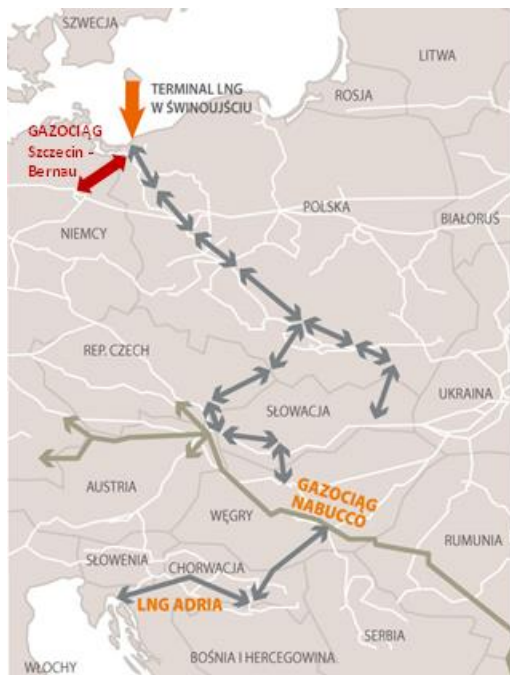 SZWECJA
LITWA
TERMINAL LNG
W ŚWINOUJŚCIU
ROSJA
GAZOCIĄG
Szczecin –
Bernau
POLSKA
BIAŁORUŚ
NIEMCY
REP. CZECH
UKRAINA
SŁOWACJA
AUSTRIA
GAZOCIĄG
NABUCCO
WĘGRY
RUMUNIA
SŁOWENIA
CHORWACJA
LNG ADRIA
SERBIA
BOŚNIA I HERCEGOWINA
WŁOCHY